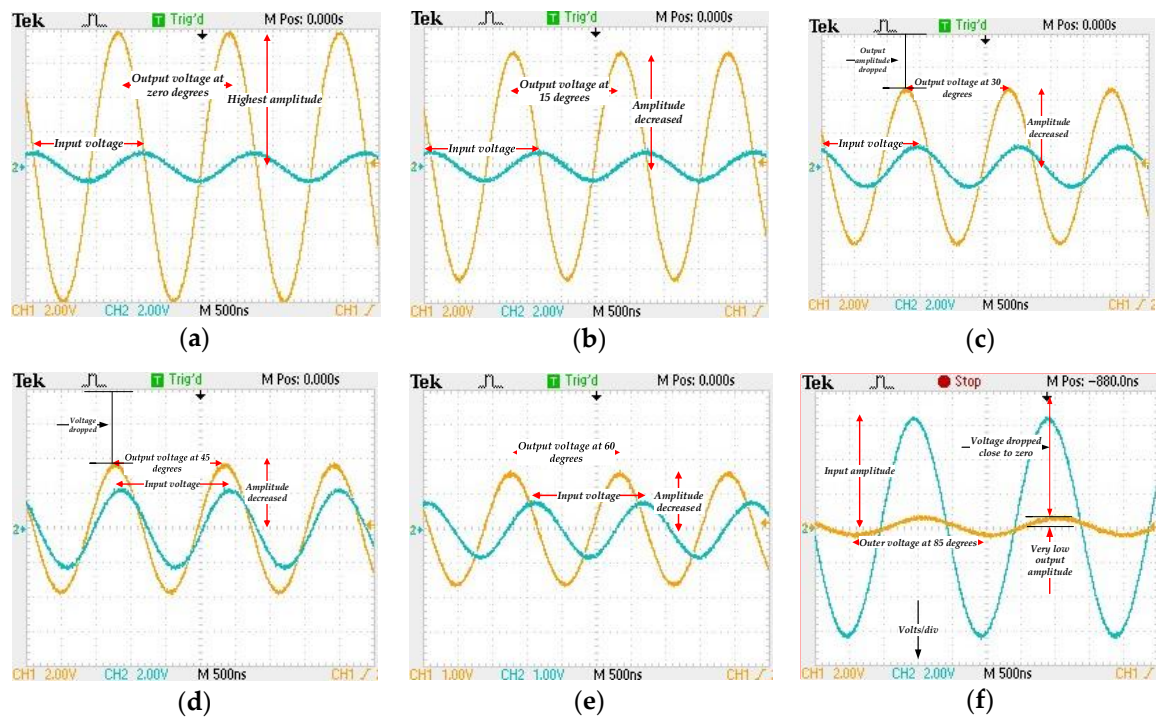 Tek T Trig'd M Pos: 0.000s
Output voltage at
zero degrees
Highest amplitude
Input voltage
2
CH1 2.00V CH2 2.00V M 500ns CH1
(a)
Tek T Trig'd M Pos: 0.000s
Output voltage at
15 degrees
Amplitude
decreased
Input voltage
2
CH1 2.00V CH2 2.00V M 500ns CH1
(b)
Tek T Trig'd M Pos: 0.000s
Output
amplitude
dropped
Output voltage at 30
degrees
Amplitude
decreased
Input voltage
2
CH1 2.00V CH2 2.00V M 500ns CH1 2
(c)
Tek T Trig'd M Pos: 0.000s
Voltage
dropped
Output voltage at 45
degrees
Input voltage
Amplitude
decreased
2
CH1 2.00V CH2 2.00V M 500ns CH1
(d)
Tek T Trig'd M Pos: 0.000s
Output voltage at 60
degrees
Input voltage
Amplitude
decreased
2
CH1 1.00V CH2 1.00V M 500ns CH1
(e)
Tek Stop M Pos: -880.0ns
Voltage dropped
close to zero
Input amplitude
2
Outer voltage at 85 degrees
Very low
output
amplitude
Volts/div
CH1 2.00V CH2 2.00V M 500ns CH1
(f)